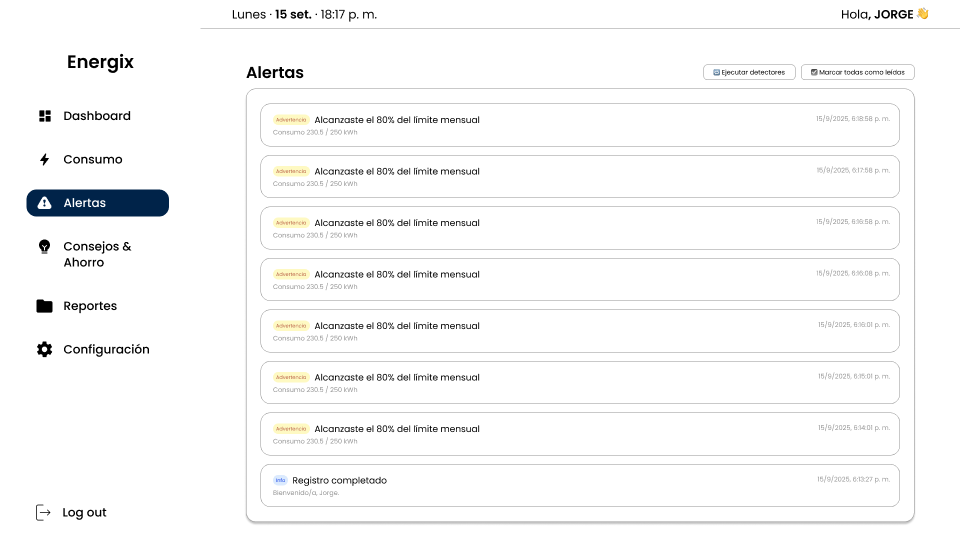 Lunes · 15 set. · 18:17 p. m.
Hola, JORGE 👋
Energix
Dashboard
Consumo
Alertas
Consejos &
Ahorro
Reportes
Configuración
Log out
Alertas
Ejecutar detectores
Marcar todas como leídas
Advertencia Alcanzaste el 80% del límite mensual 15/9/2025, 6:18:58 p. m.
Consumo 230.5 / 250 kWh
Advertencia Alcanzaste el 80% del límite mensual 15/9/2025, 6:17:58 p. m.
Consumo 230.5 / 250 kWh
Advertencia Alcanzaste el 80% del límite mensual 15/9/2025, 6:16:58 p. m.
Consumo 230.5 / 250 kWh
Advertencia Alcanzaste el 80% del límite mensual 15/9/2025, 6:16:08 p. m.
Consumo 230.5 / 250 kWh
Advertencia Alcanzaste el 80% del límite mensual 15/9/2025, 6:16:01 p. m.
Consumo 230.5 / 250 kWh
Advertencia Alcanzaste el 80% del límite mensual 15/9/2025, 6:15:01 p. m.
Consumo 230.5 / 250 kWh
Advertencia Alcanzaste el 80% del límite mensual 15/9/2025, 6:14:01 p. m.
Consumo 230.5 / 250 kWh
Info Registro completado 15/9/2025, 6:13:27 p. m.
Bienvenido/a, Jorge.